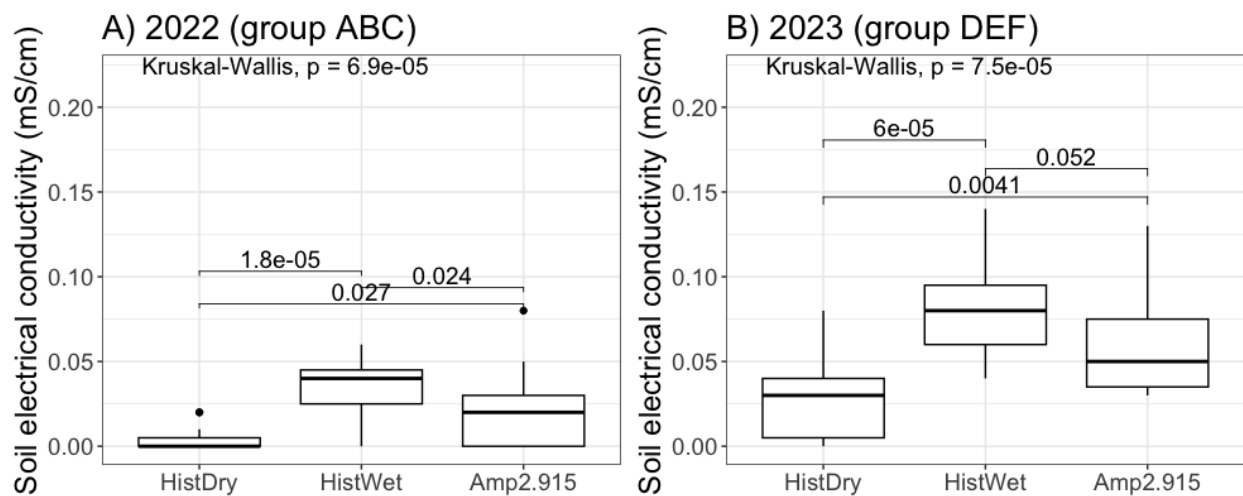 A) 2022 (group ABC)
Soil electrical conductivity (mS/cm)
Kruskal-Wallis, p = 6.9e-05
0.20
0.15
0.10
0.05
0.00
1.8e-05
0.024
0.027
HistDry HistWet Amp2.915
B) 2023 (group DEF)
Soil electrical conductivity (mS/cm)
Kruskal-Wallis, p = 7.5e-05
0.20
0.15
0.10
0.05
0.00
6e-05
0.052
0.0041
HistDry HistWet Amp2.915